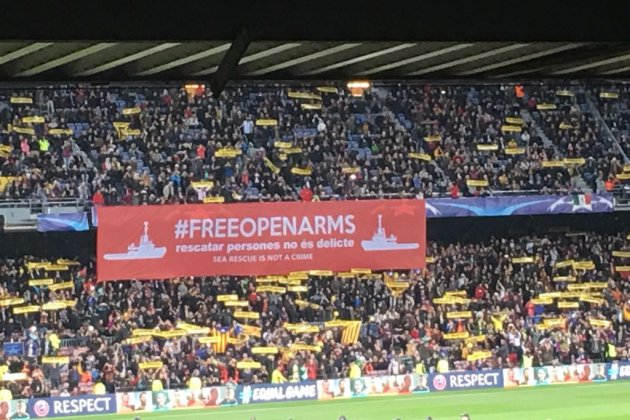 #FREEOPENARMS
rescatar persones no és delicte
SEA RESCUE IS NOT A CRIME
RESPECT
#EQUAL GAME
RESPECT